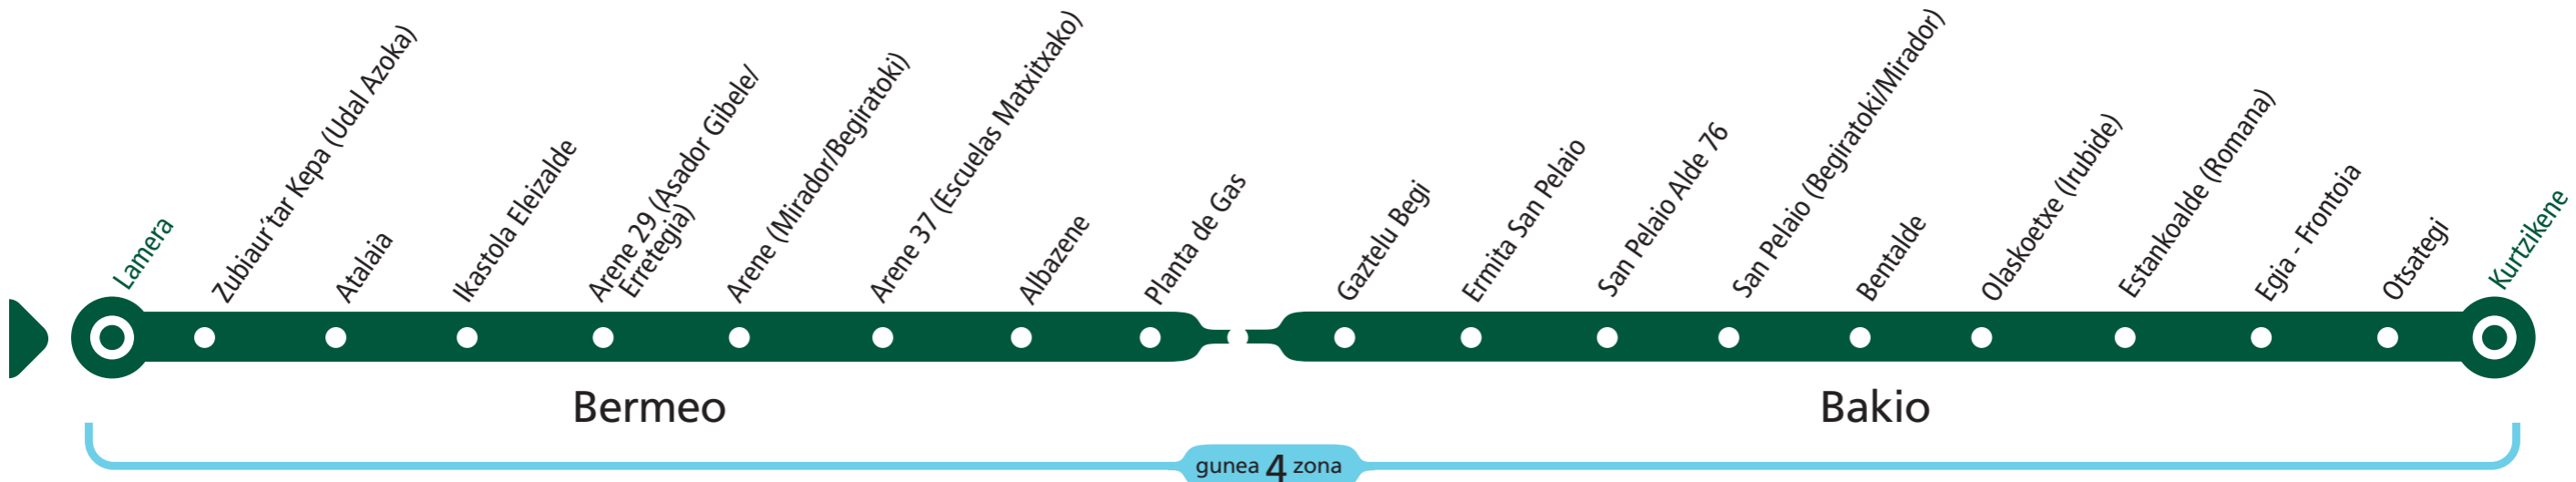 Lamera
Zubiaur´tar Kepa (Udal Azoka)
Atalaia
Ikastola Eleizalde
Arene 29 (Asador Gibele/
Erretegia)
Arene (Mirador/Begiratoki)
Arene 37 (Escuelas Matxitxako)
Albazene
Planta de Gas
Gaztelu Begi
Ermita San Pelaio
San Pelaio Alde 76
San Pelaio (Begiratoki/Mirador)
Bentalde
Olaskoetxe (Irubide)
Estankoalde (Romana)
Egia - Frontoia
Otsategi
Kurtzikene
Bermeo
Bakio
gunea 4 zona